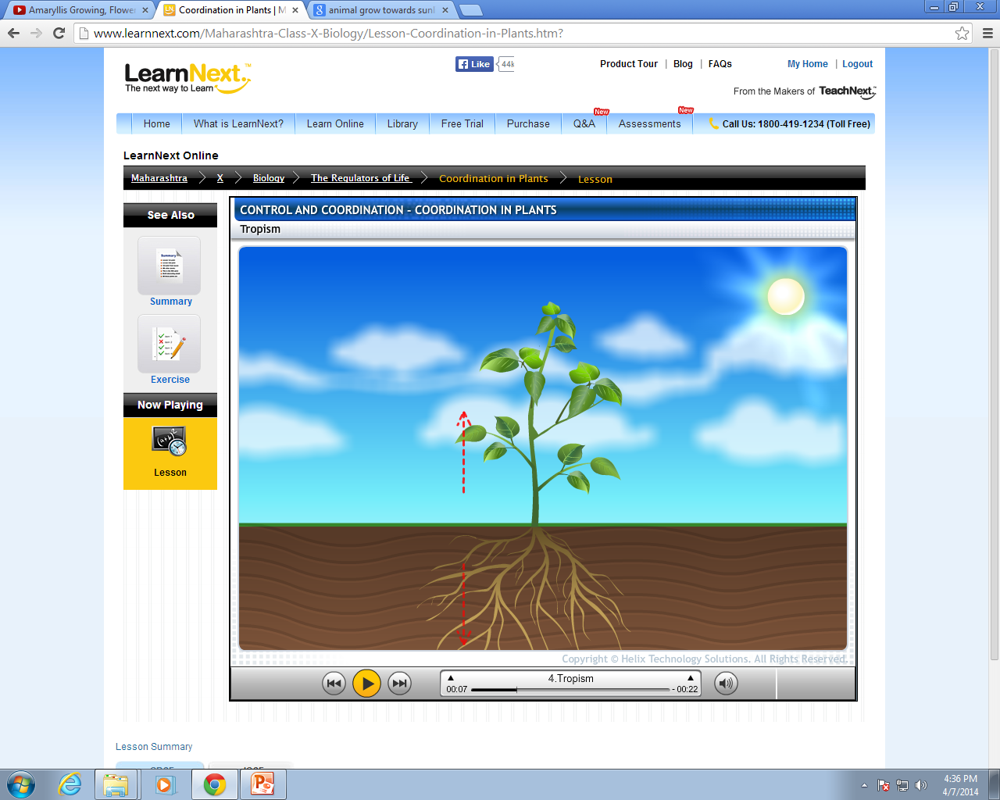 Amaryllis Growing, Flower
Coordination in Plants | M
animal grow towards sunl
www.learnnext.com/Maharashtra-Class-X-Biology/Lesson-Coordination-in-Plants.htm?
LearnNext.™
The next way to Learn
Like
44k
Product Tour | Blog | FAQs
My Home | Logout
From the Makers of TeachNext.
Home
What is LearnNext?
Learn Online
Library
Free Trial
Purchase
Q&A
New
Assessments
New
Call Us: 1800-419-1234 (Toll Free)
LearnNext Online
Maharashtra
X
Biology
The Regulators of Life
Coordination in Plants
Lesson
See Also
Summary
Summary
Exercise
Now Playing
Lesson
CONTROL AND COORDINATION - COORDINATION IN PLANTS
Tropism
Copyright © Helix Technology Solutions. All Rights Reserved.
4.Tropism
00:07
- 00:22
Lesson Summary
4:36 PM
4/7/2014